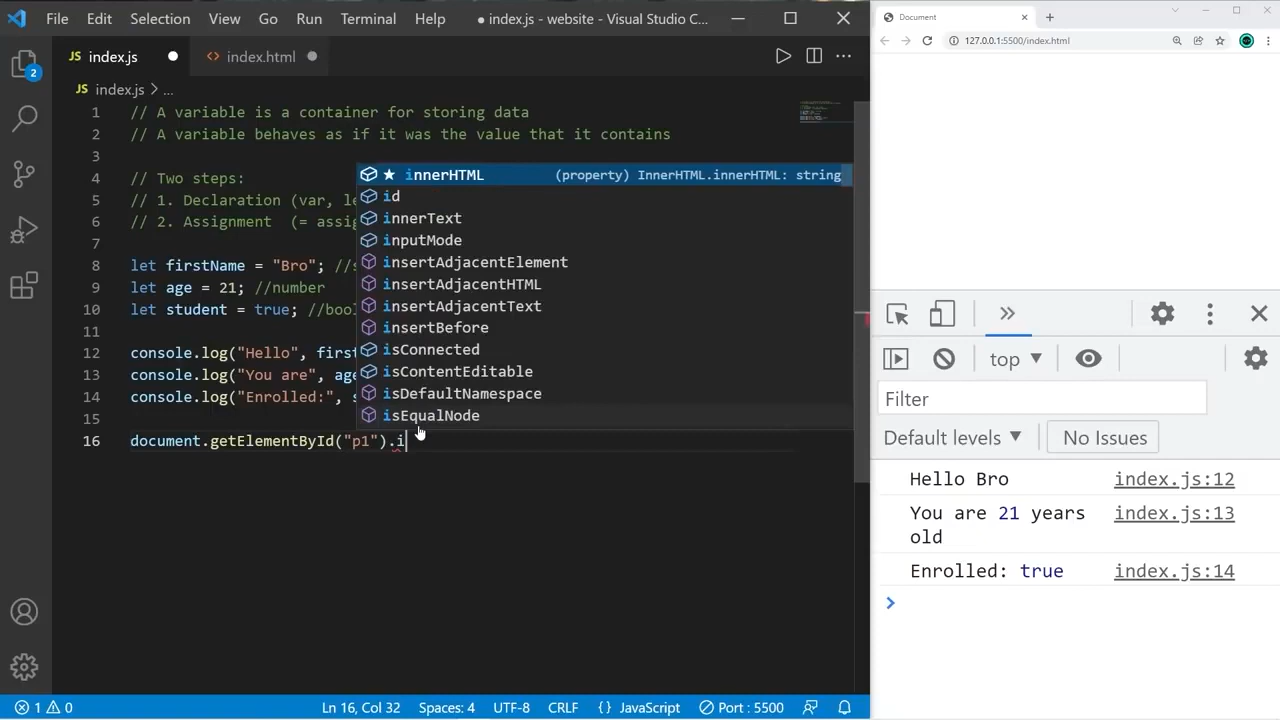 File Edit Selection View Go Run Terminal Help ● index.js - website - Visual Studio C...
JS index.js
<> index.html
JS index.js > ...
2
1 // A variable is a container for storing data
2 // A variable behaves as if it was the value that it contains
3
4 // Two steps:
5 // 1. Declaration (var, le
6 // 2. Assignment (= assig
7
8 let firstName = "Bro"; //s
9 let age = 21; //number
10 let student = true; //bool
11
12 console.log("Hello", firs
13 console.log("You are", age
14 console.log("Enrolled:", s
15
16 document.getElementById("p1").i
★ innerHTML (property) InnerHTML.innerHTML: string
id
innerText
inputMode
insertAdjacentElement
insertAdjacentHTML
insertAdjacentText
insertBefore
isConnected
isContentEditable
isDefaultNamespace
isEqualNode
1 0 Ln 16, Col 32 Spaces: 4 UTF-8 CRLF {} JavaScript Port : 5500
Document
127.0.0.1:5500/index.html
top
Filter
Default levels No Issues
Hello Bro index.js:12
You are 21 years index.js:13
old
Enrolled: true index.js:14